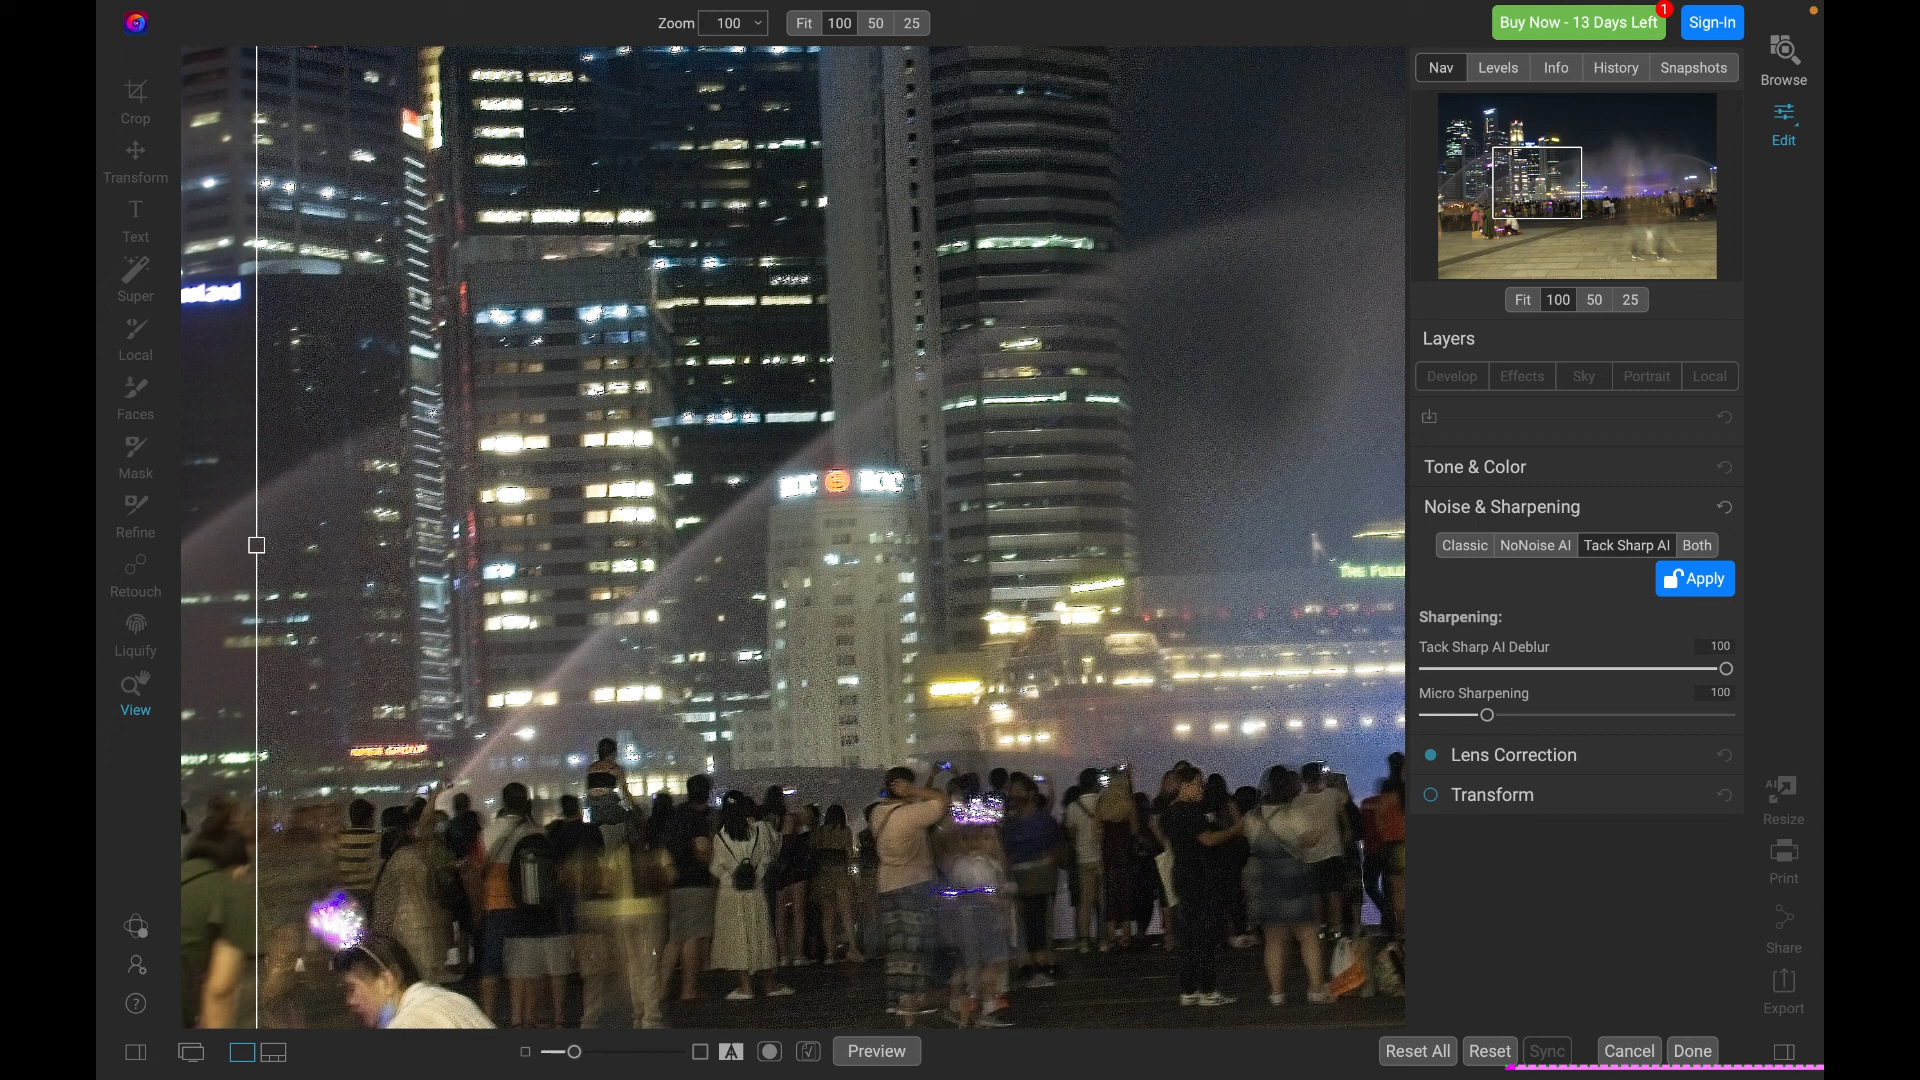 Zoom 100 Fit 100 50 25
Buy Now - 13 Days Left 1 Sign-In
Crop
Transform
Text
Super
Local
Faces
Mask
Refine
Retouch
Liquify
View
Nav Levels Info History Snapshots
Browse
Edit
Fit 100 50 25
Layers
Develop Effects Sky Portrait Local
Tone & Color
Noise & Sharpening
Classic NoNoise AI Tack Sharp AI Both
Apply
Sharpening:
Tack Sharp AI Deblur 100
Micro Sharpening 100
Lens Correction
Transform
AI
Resize
Print
Share
Export
Preview
Reset All Reset Sync Cancel Done